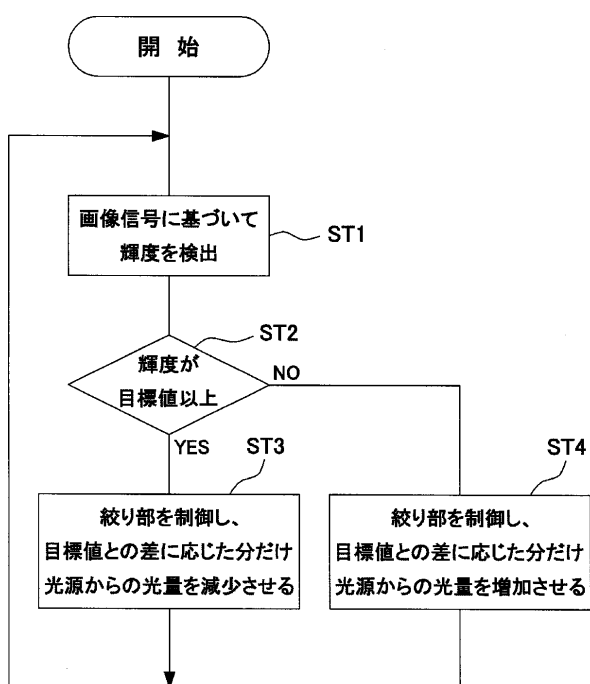 開 始
画像信号に基づいて
輝度を検出
ST1
ST2
輝度が
目標値以上
NO
YES
ST3
ST4
絞り部を制御し、
目標値との差に応じた分だけ
光源からの光量を減少させる
絞り部を制御し、
目標値との差に応じた分だけ
光源からの光量を増加させる